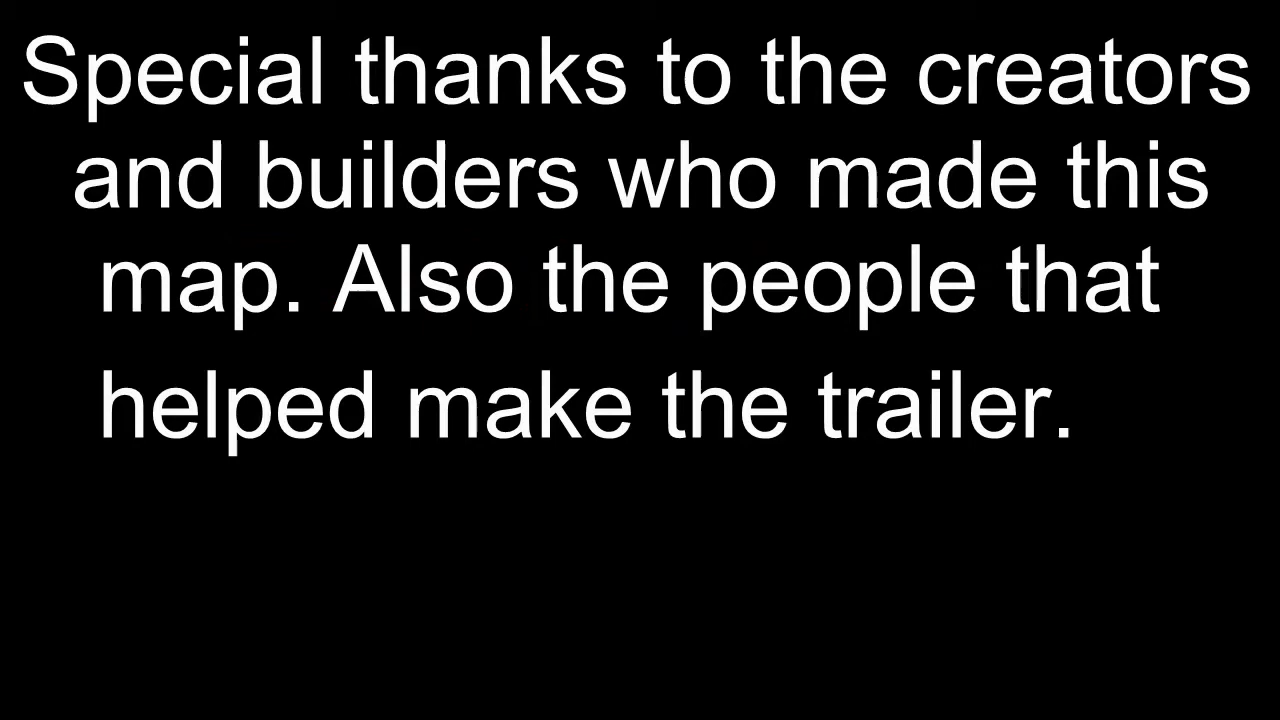 Special thanks to the creators
and builders who made this
map. Also the people that
helped make the trailer.